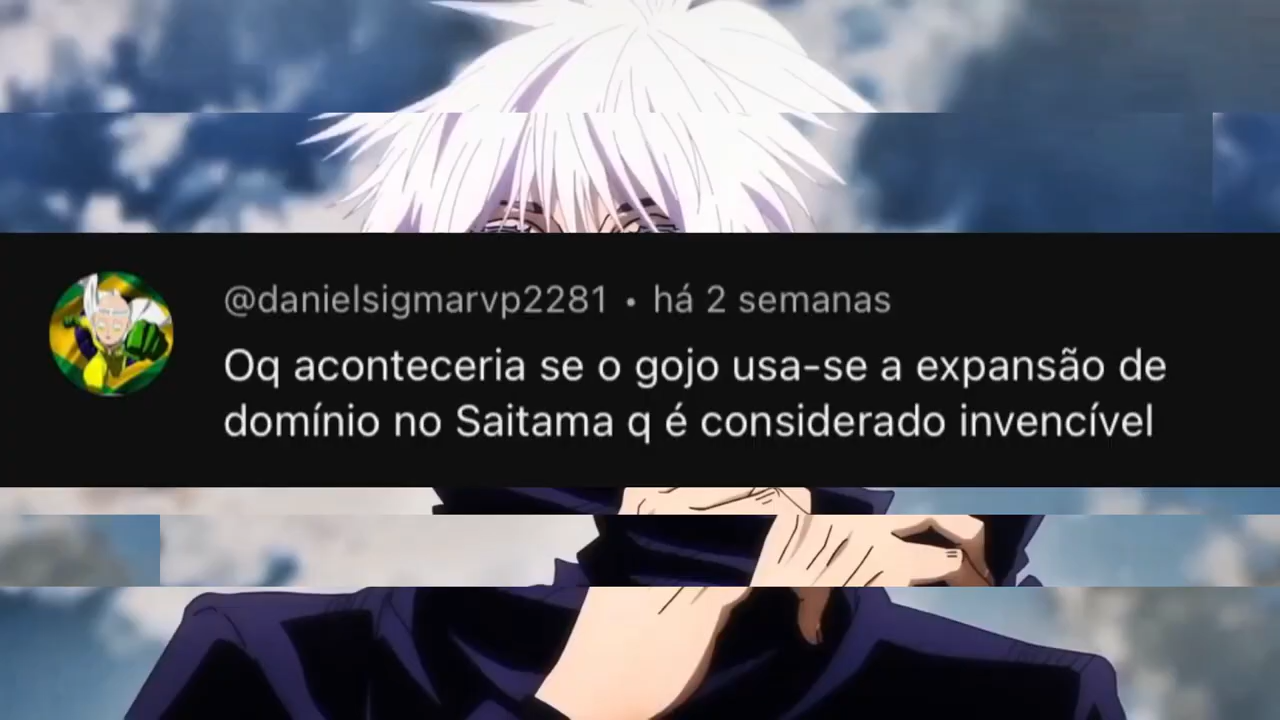 @danielsigmarvp2281 • há 2 semanas
Oq aconteceria se o gojo usa-se a expansão de
domínio no Saitama q é considerado invencível